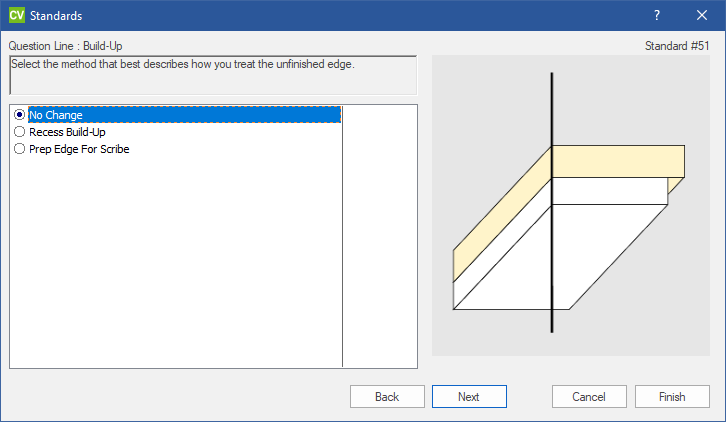 CV Standards
?
Question Line : Build-Up
Standard #51
Select the method that best describes how you treat the unfinished edge.
No Change
Recess Build-Up
Prep Edge For Scribe
Back
Next
Cancel
Finish